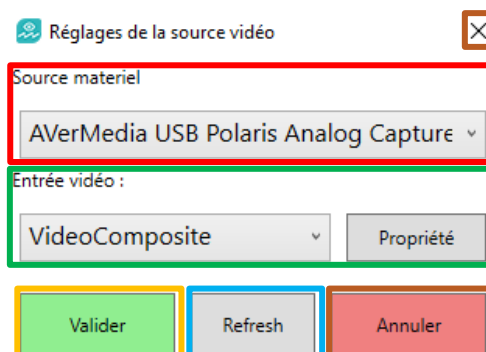 Réglages de la source vidéo
Source materiel
AVerMedia USB Polaris Analog Capture
Entrée vidéo :
VideoComposite
Propriété
Valider
Refresh
Annuler